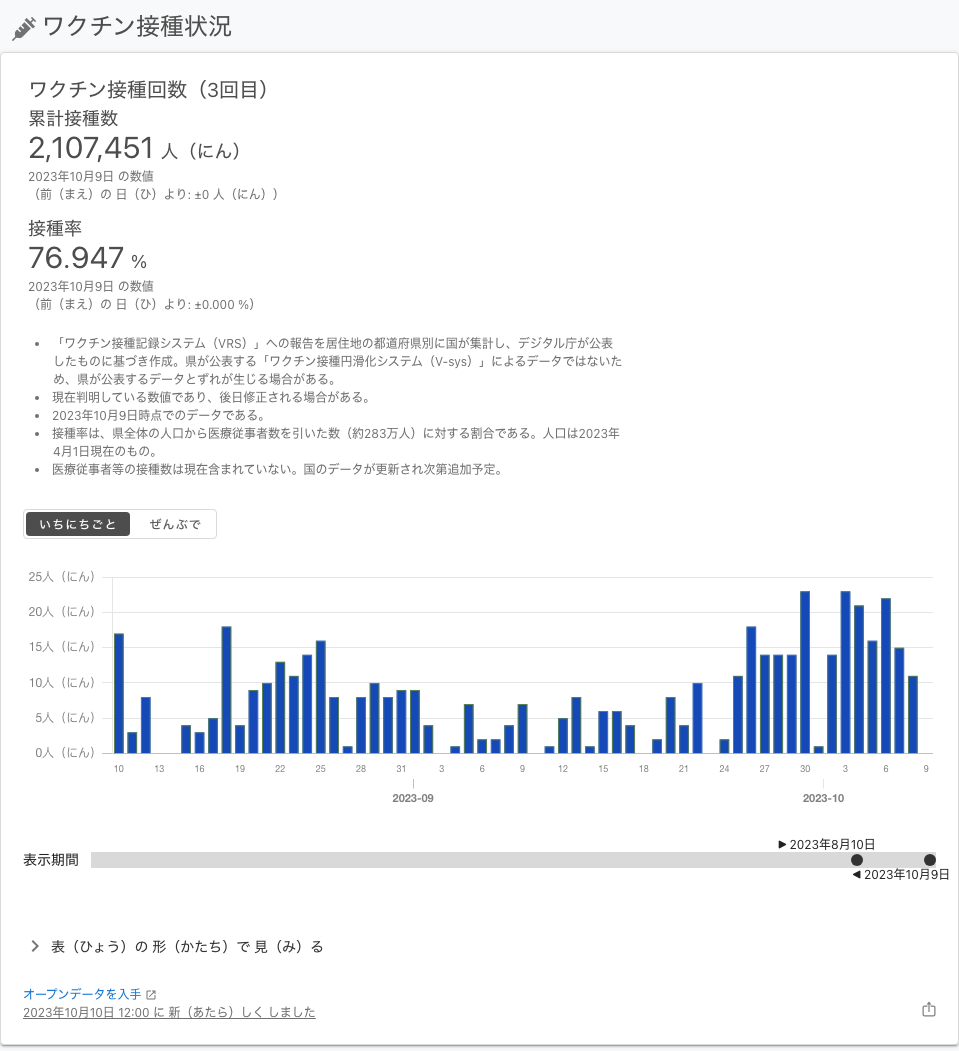 ワクチン接種状況
ワクチン接種回数（3回目）
累計接種数
2,107,451 人（にん）
2023年10月9日 の数値
（前（まえ）の 日（ひ）より: ±0 人（にん））
接種率
76.947 %
2023年10月9日 の数値
（前（まえ）の 日（ひ）より: ±0.000 %）
• 「ワクチン接種記録システム（VRS）」への報告を居住地の都道府県別に国が集計し、デジタル庁が公表
したものに基づき作成。県が公表する「ワクチン接種円滑化システム（V-sys）」によるデータではないた
め、県が公表するデータとずれが生じる場合がある。
• 現在判明している数値であり、後日修正される場合がある。
• 2023年10月9日時点でのデータである。
• 接種率は、県全体の人口から医療従事者数を引いた数（約283万人）に対する割合である。人口は2023年
4月1日現在のもの。
• 医療従事者等の接種数は現在含まれていない。国のデータが更新され次第追加予定。
いちにちごと ぜんぶで
25人（にん）
20人（にん）
15人（にん）
10人（にん）
5人（にん）
0人（にん）
10 13 16 19 22 25 28 31 3 6 9 12 15 18 21 24 27 30 3 6 9
2023-09 2023-10
▶ 2023年8月10日
表示期間
◀ 2023年10月9日
表（ひょう）の 形（かたち）で 見（み）る
オープンデータを入手
2023年10月10日 12:00 に 新（あたら）しく しました